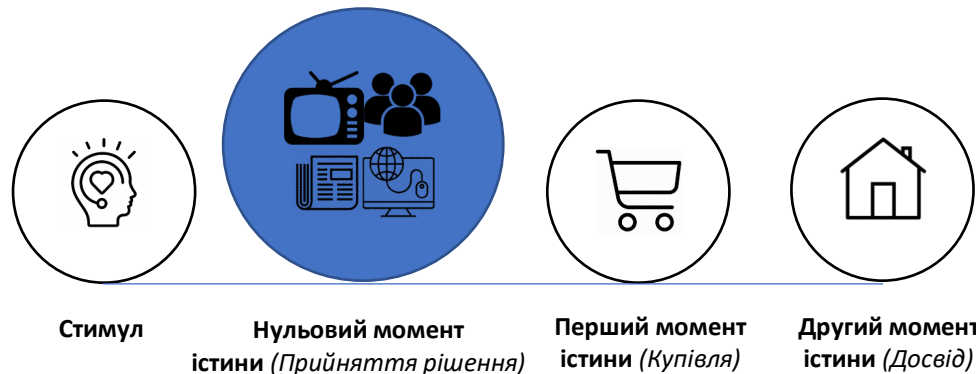 Стимул
Нульовий момент
істини (Прийняття рішення)
Перший момент
істини (Купівля)
Другий момент
істини (Досвід)